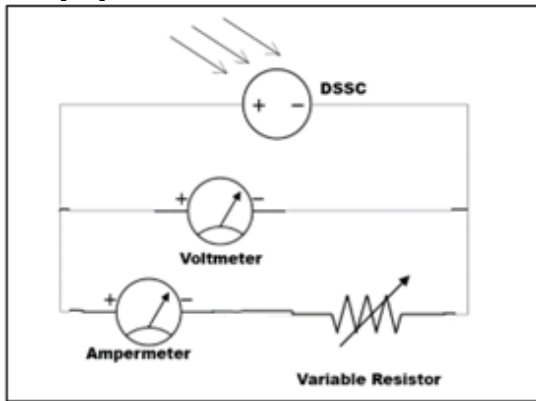 DSSC
+ −
+ −
Voltmeter
+ −
Ampermeter
Variable Resistor